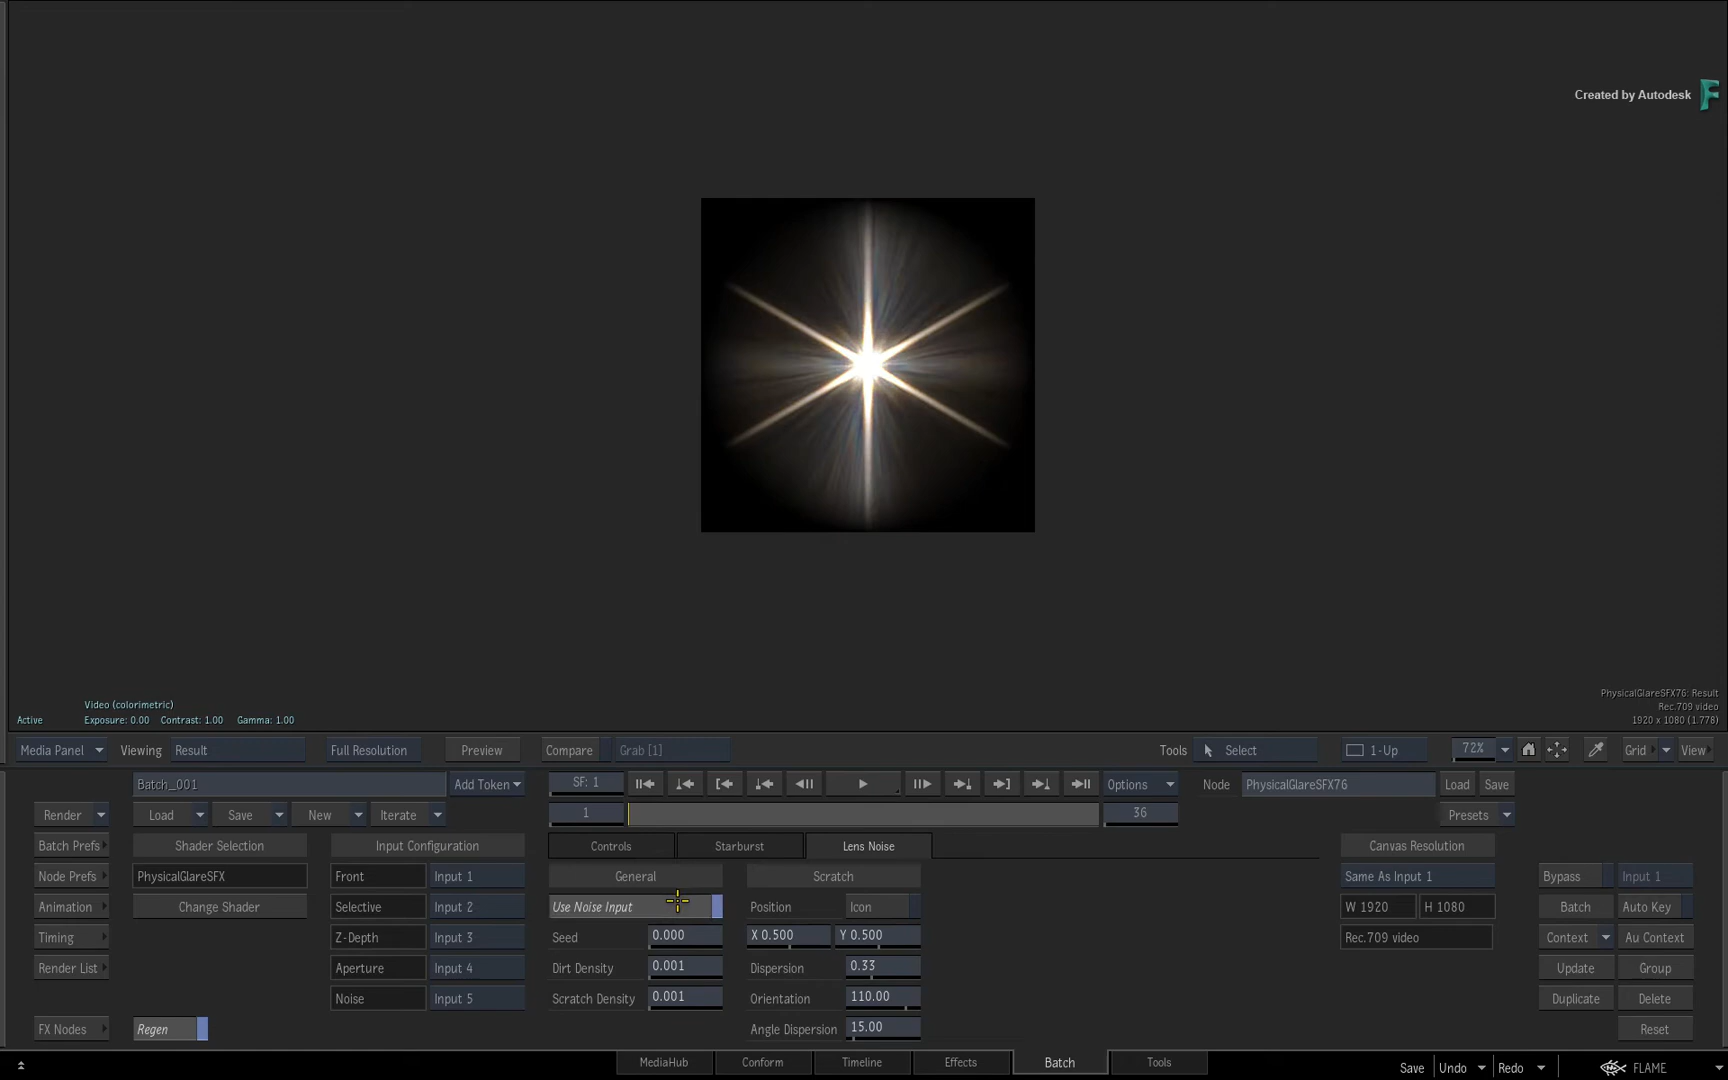 Created by Autodesk
Video (colorimetric)
Active Exposure: 0.00 Contrast: 1.00 Gamma: 1.00
PhysicalGlareSFX76: Result
Rec.709 video
1920 x 1080 (1.778)
Media Panel Viewing Result Full Resolution Preview Compare Grab [1] Tools Select 1-Up 72% Grid View
Batch_001 Add Token SF: 1 Options Node PhysicalGlareSFX76 Load Save
Render Load Save New Iterate 1 36 Presets
Batch Prefs Shader Selection Input Configuration Controls Starburst Lens Noise Canvas Resolution
Node Prefs PhysicalGlareSFX Front Input 1 General Scratch Same As Input 1 Bypass Input 1
Animation Change Shader Selective Input 2 Use Noise Input Position Icon W 1920 H 1080 Batch Auto Key
Timing Z-Depth Input 3 Seed 0.000 X 0.500 Y 0.500 Rec.709 video Context Au Context
Render List Aperture Input 4 Dirt Density 0.001 Dispersion 0.33 Update Group
Noise Input 5 Scratch Density 0.001 Orientation 110.00 Duplicate Delete
FX Nodes Regen Angle Dispersion 15.00 Reset
MediaHub Conform Timeline Effects Batch Tools Save Undo Redo FLAME